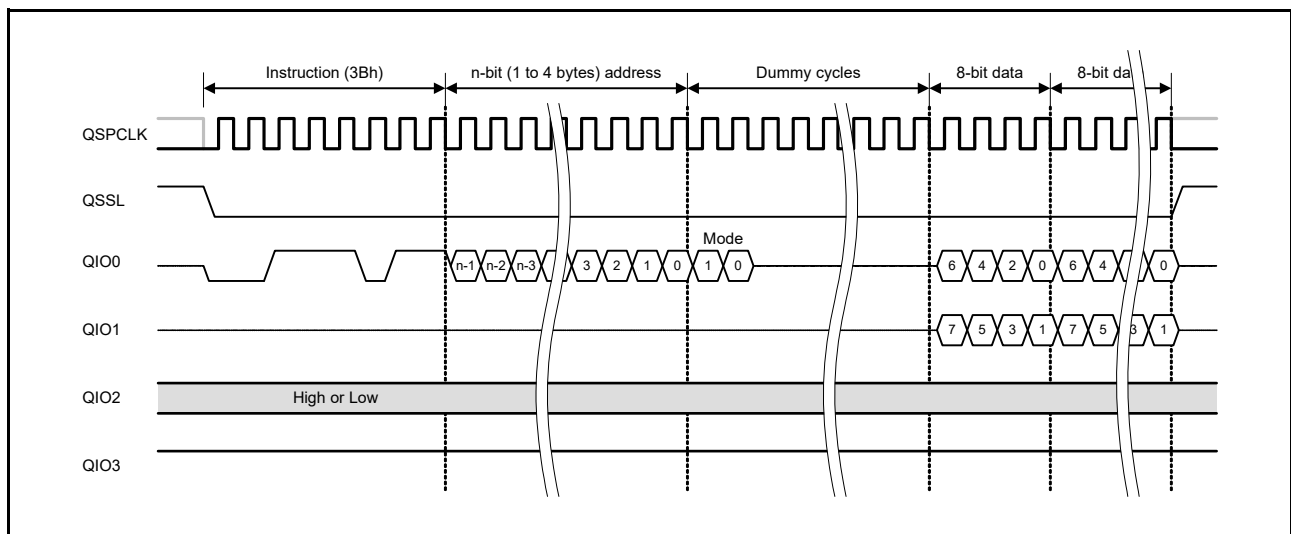 Instruction (3Bh) n-bit (1 to 4 bytes) address Dummy cycles 8-bit data 8-bit da
QSPCLK
QSSL
Mode
QIO0 n-1 n-2 n-3 3 2 1 0 1 0 6 4 2 0 6 4 0
QIO1 7 5 3 1 7 5 3 1
QIO2 High or Low
QIO3